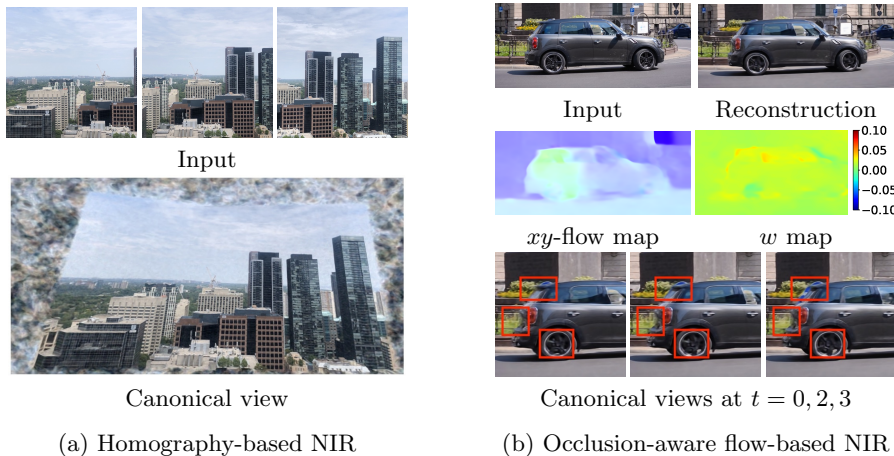 Input
Canonical view
(a) Homography-based NIR
Input Reconstruction
0.10
0.05
0.00
−0.05
−0.10
xy-flow map w map
Canonical views at t = 0, 2, 3
(b) Occlusion-aware flow-based NIR